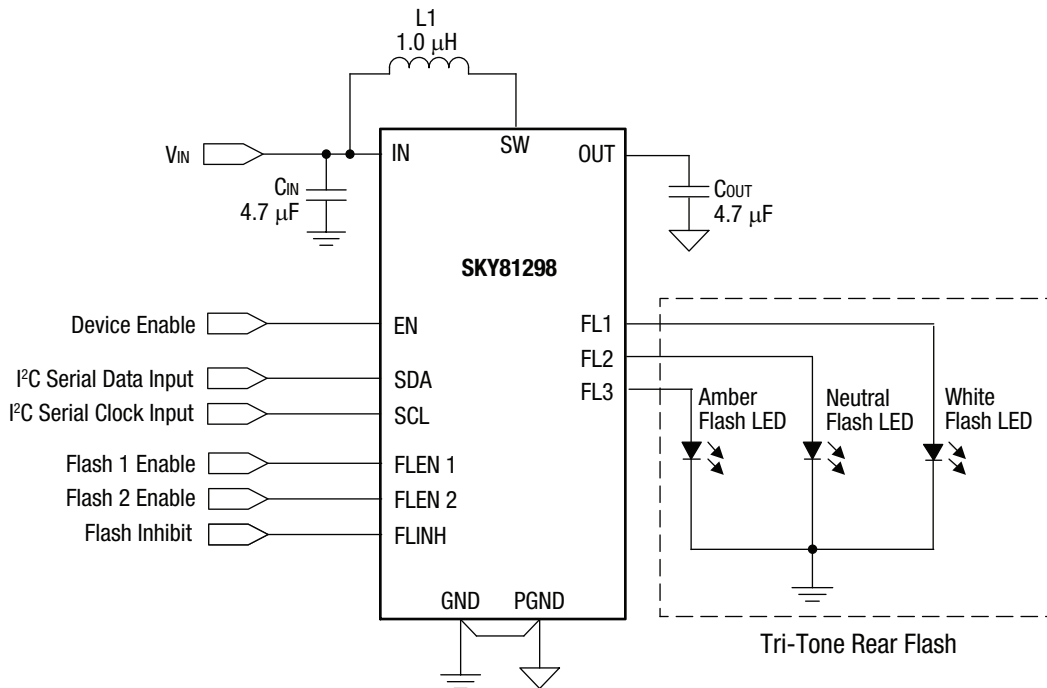 L1
1.0 μH
VIN
IN
SW
OUT
CIN
4.7 μF
COUT
4.7 μF
SKY81298
Device Enable
EN
FL1
FL2
I²C Serial Data Input
SDA
FL3
I²C Serial Clock Input
SCL
Amber
Flash LED
Neutral
Flash LED
White
Flash LED
Flash 1 Enable
FLEN 1
Flash 2 Enable
FLEN 2
Flash Inhibit
FLINH
GND
PGND
Tri-Tone Rear Flash